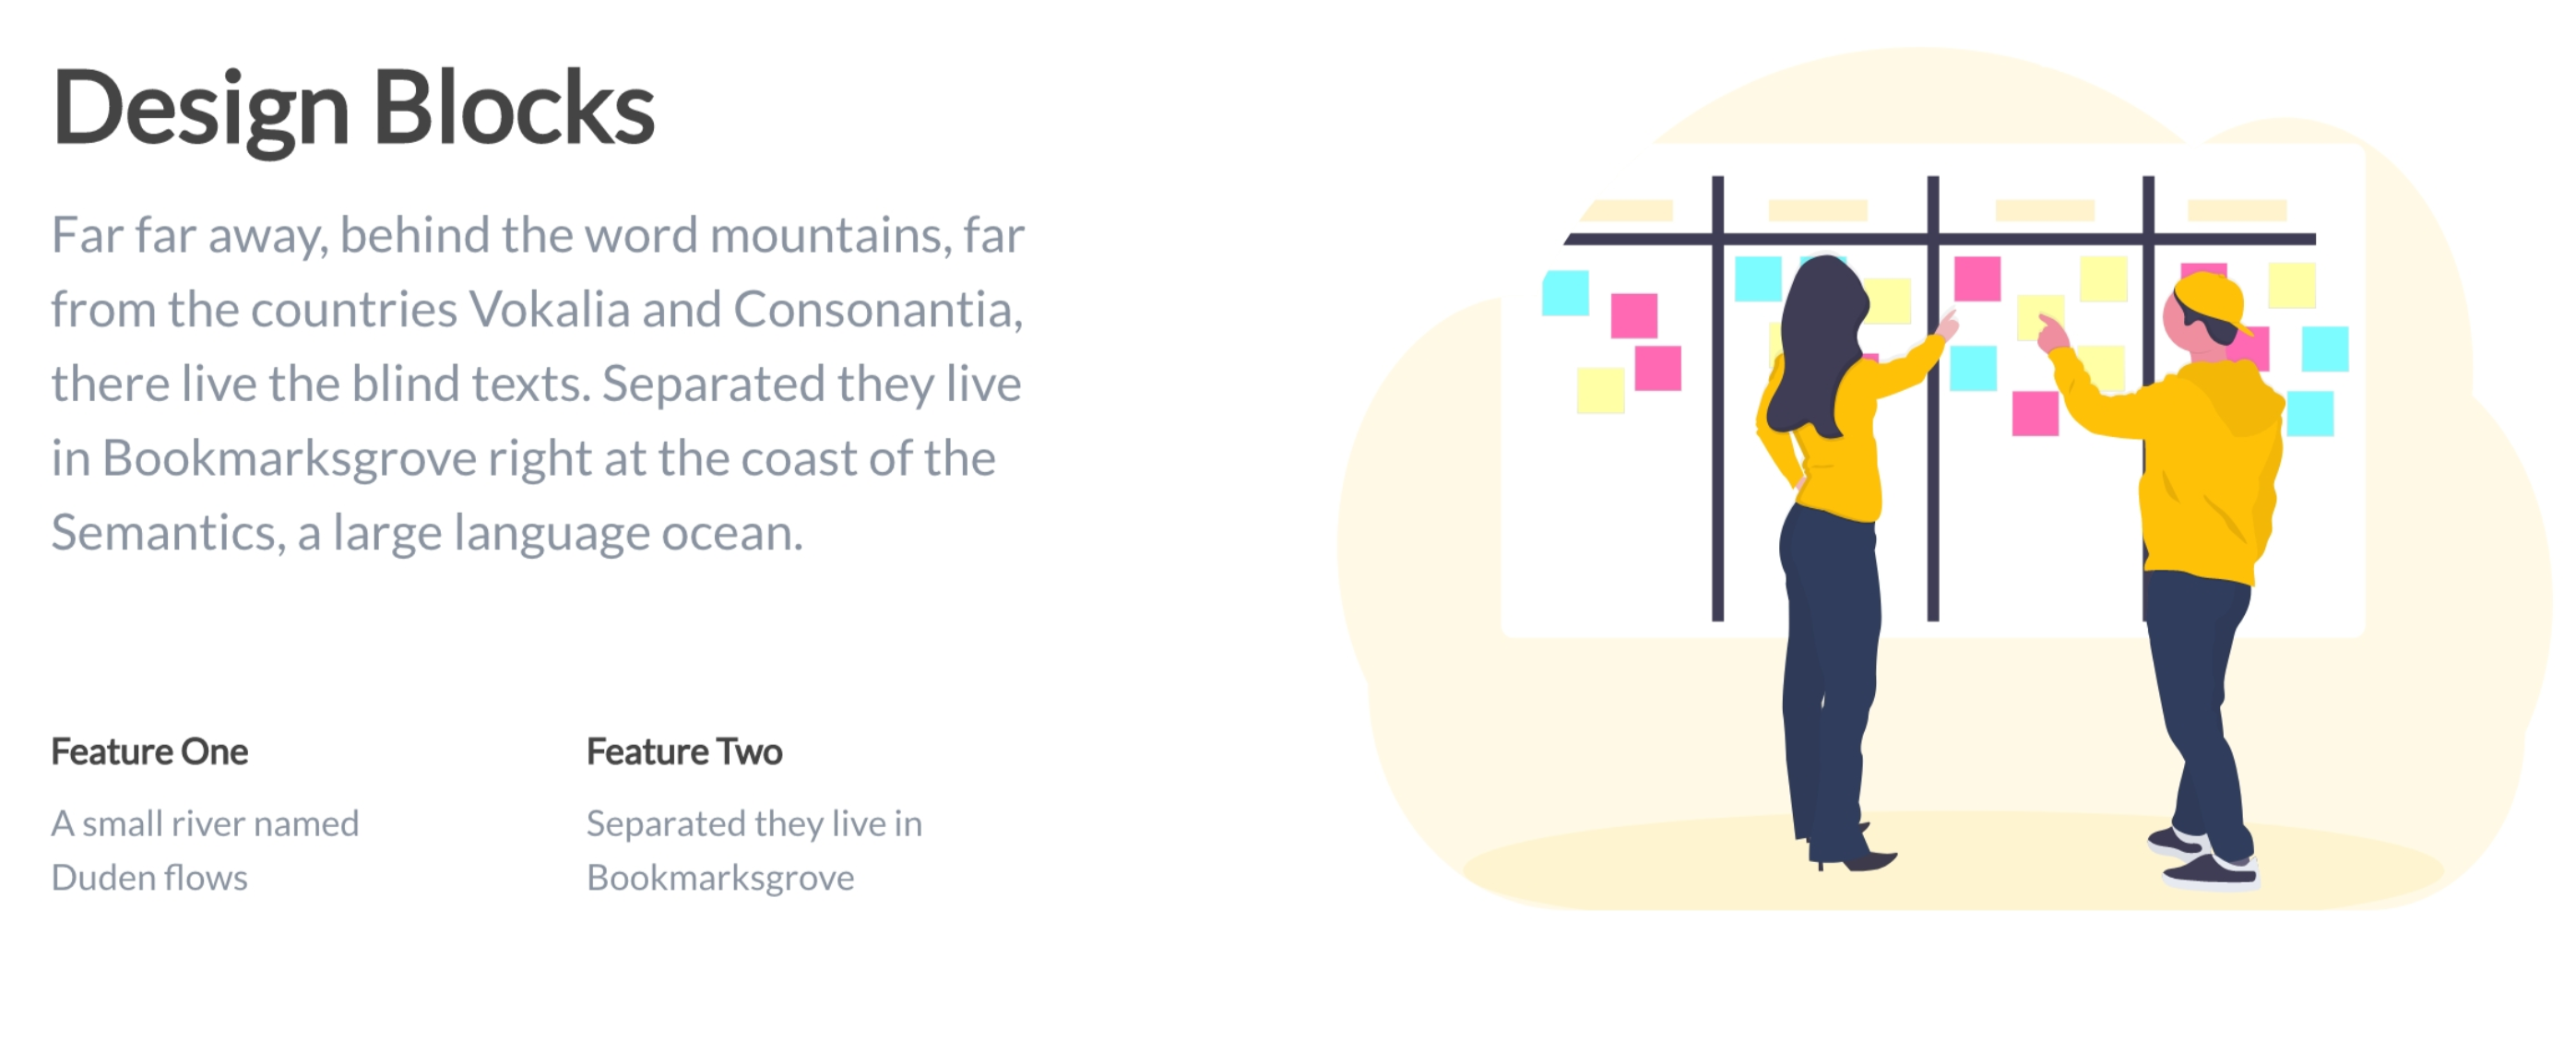 Design Blocks
Far far away, behind the word mountains, far
from the countries Vokalia and Consonantia,
there live the blind texts. Separated they live
in Bookmarksgrove right at the coast of the
Semantics, a large language ocean.
Feature One
A small river named
Duden flows
Feature Two
Separated they live in
Bookmarksgrove